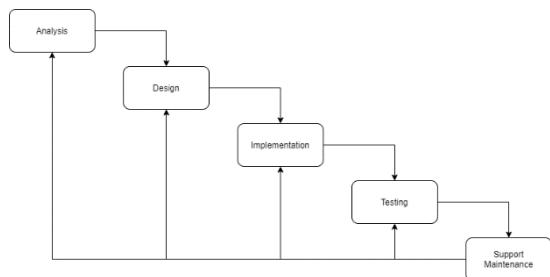 Analysis
Design
Implementation
Testing
Support
Maintenance